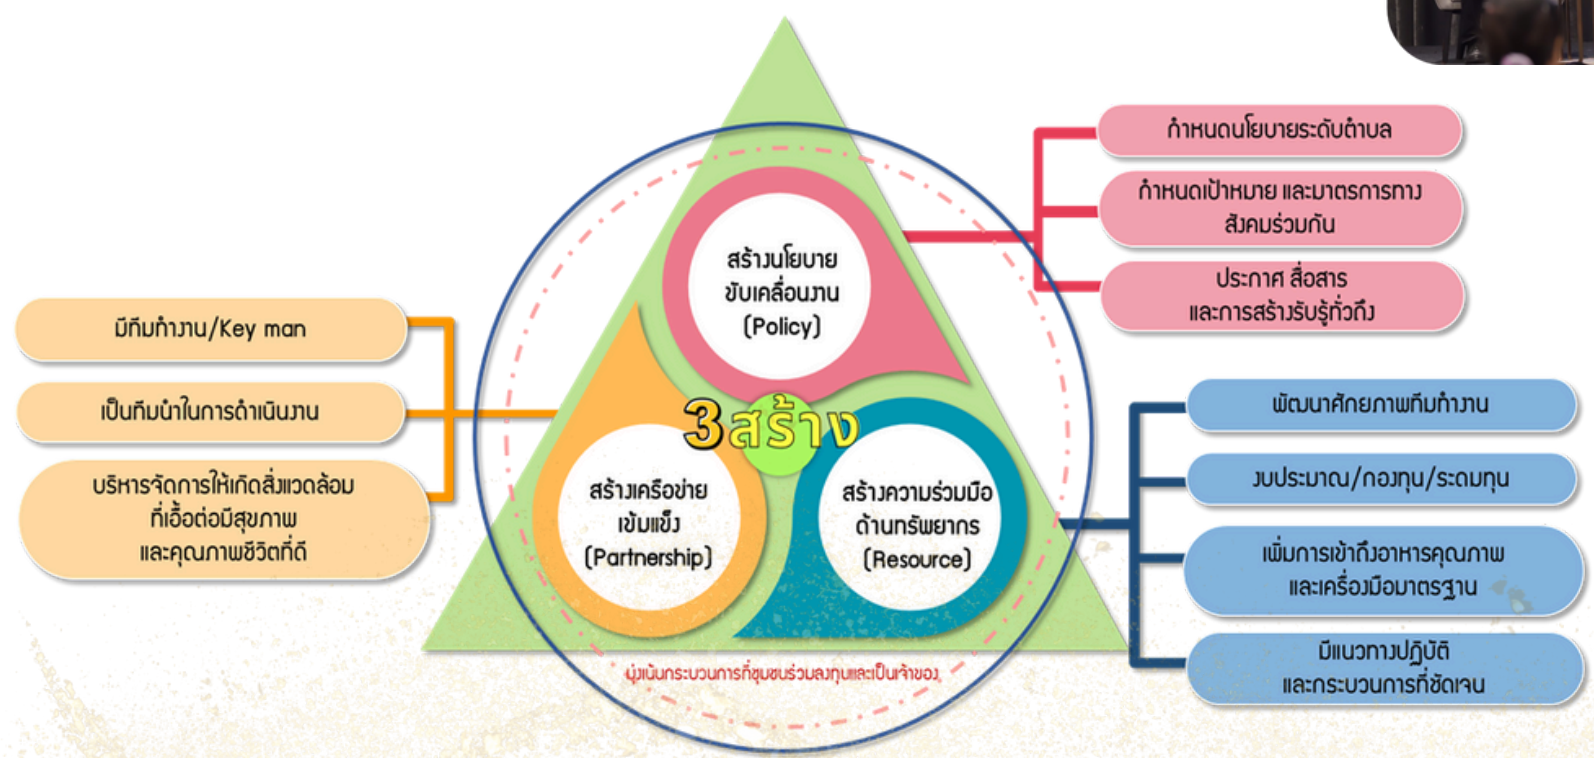 สร้างนโยบาย
ขับเคลื่อนงาน
(Policy)
3สร้าง
สร้างเครือข่าย
เข้มแข็ง
(Partnership)
สร้างความร่วมมือ
ด้านทรัพยากร
(Resource)
มุ่งเน้นกระบวนการที่ชุมชนร่วมลงทุนและเป็นเจ้าของ
มีทีมทำงาน/Key man
เป็นทีมนำในการดำเนินงาน
บริหารจัดการให้เกิดสิ่งแวดล้อม
ที่เอื้อต่อมีสุขภาพ
และคุณภาพชีวิตที่ดี
กำหนดนโยบายระดับตำบล
กำหนดเป้าหมาย และมาตรการทาง
สังคมร่วมกัน
ประกาศ สื่อสาร
และการสร้างรับรู้ทั่วถึง
พัฒนาศักยภาพทีมทำงาน
งบประมาณ/กองทุน/ระดมทุน
เพิ่มการเข้าถึงอาหารคุณภาพ
และเครื่องมือมาตรฐาน
มีแนวทางปฏิบัติ
และกระบวนการที่ชัดเจน